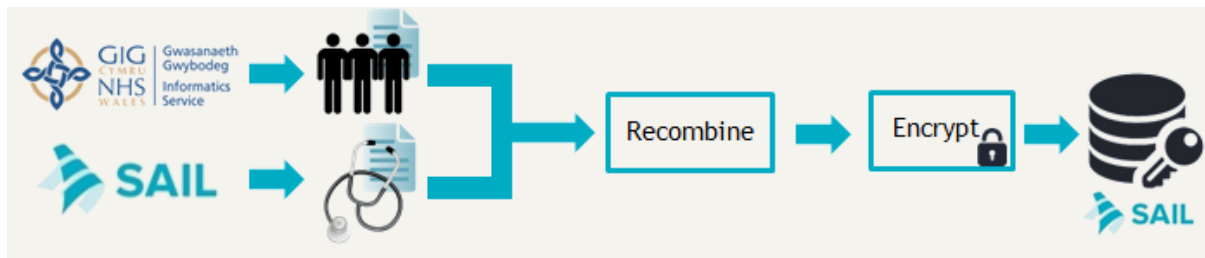 GIG
CYMRU
NHS
WALES
Gwasanaeth
Gwybodeg
Informatics
Service
SAIL
Recombine
Encrypt
SAIL